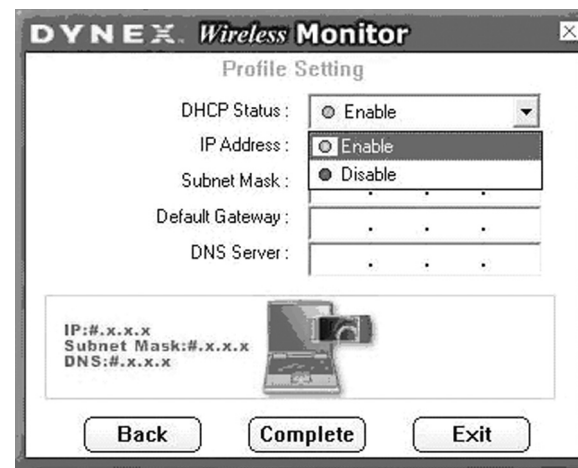 DYNEX Wireless Monitor
Profile Setting
DHCP Status : Enable
IP Address : Enable
Subnet Mask : Disable
Default Gateway : . . .
DNS Server : . . .
IP:#.x.x.x
Subnet Mask:#.x.x.x
DNS:#.x.x.x
Back Complete Exit